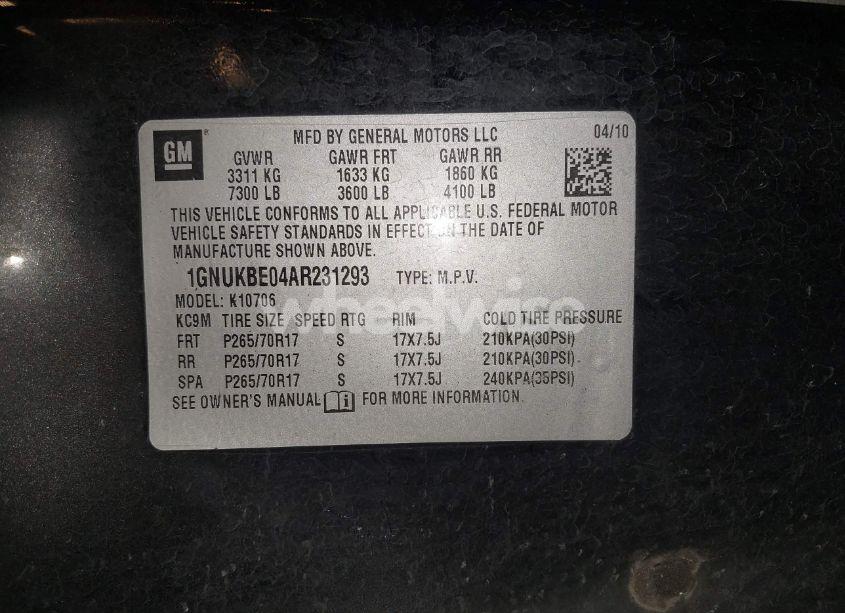 GM
MFD BY GENERAL MOTORS LLC 04/10
GVWR GAWR FRT GAWR RR
3311 KG 1633 KG 1860 KG
7300 LB 3600 LB 4100 LB
THIS VEHICLE CONFORMS TO ALL APPLICABLE U.S. FEDERAL MOTOR
VEHICLE SAFETY STANDARDS IN EFFECT ON THE DATE OF
MANUFACTURE SHOWN ABOVE.
1GNUKBE04AR231293 TYPE: M.P.V.
MODEL: K10706
wheelwise
KC9M TIRE SIZE SPEED RTG RIM COLD TIRE PRESSURE
FRT P265/70R17 S 17X7.5J 210KPA(30PSI)
RR P265/70R17 S 17X7.5J 210KPA(30PSI)
SPA P265/70R17 S 17X7.5J 240KPA(35PSI)
SEE OWNER'S MANUAL FOR MORE INFORMATION.